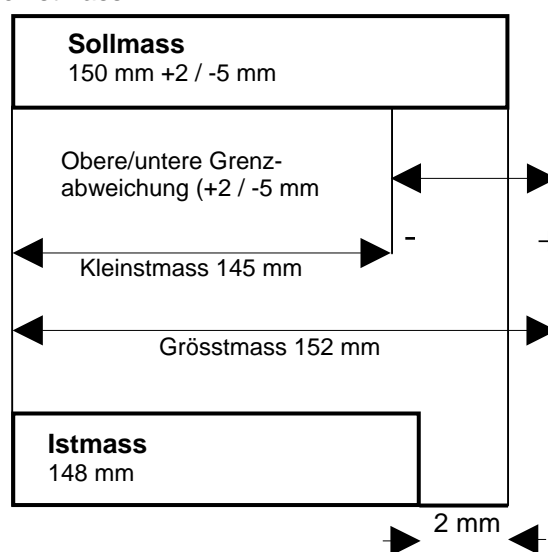 Sollmass
150 mm +2 / -5 mm
Obere/untere Grenz-
abweichung (+2 / -5 mm
-
Kleinstmass 145 mm
Grösstmass 152 mm
Istmass
148 mm
2 mm